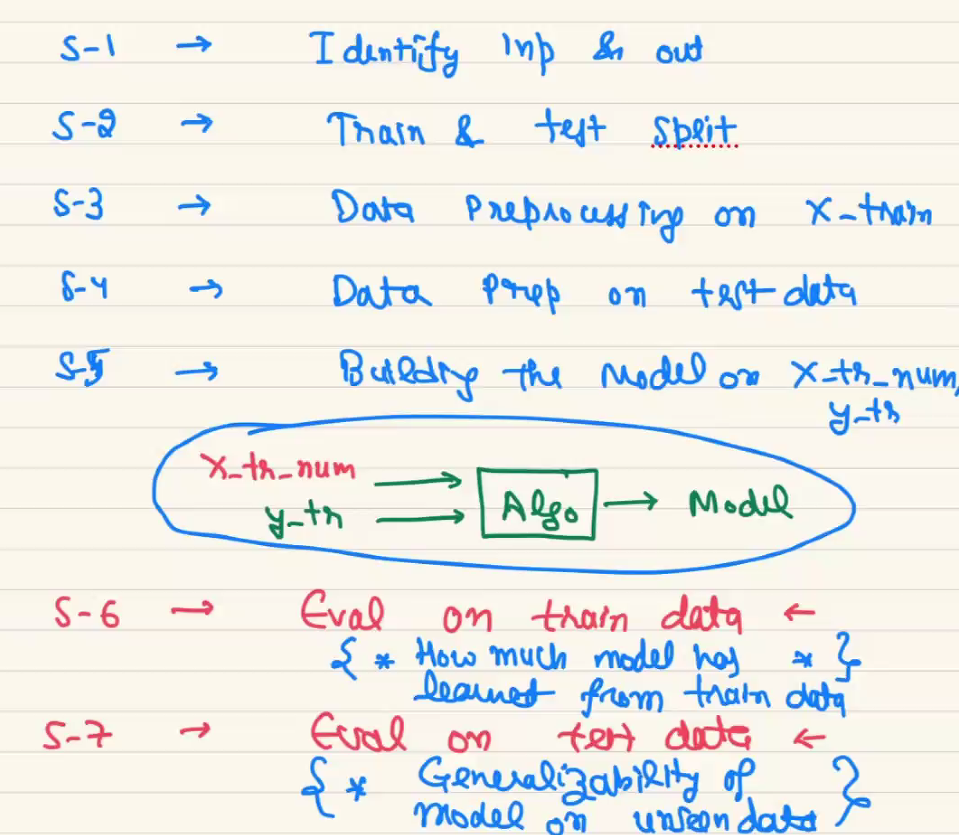 S-1 → Identify Inp & out
S-2 → Train & test split
S-3 → Data Preprocessing on X_train
S-4 → Data Prep on test data
S-5 → Building the Model on X_tr_num,
y_tr
X_tr_num
y_tr → Algo → Model
S-6 → Eval on train data ←
{ * How much model has * }
learned from train data
S-7 → Eval on test data ←
{ * Generalizability of }
Model on unseen data